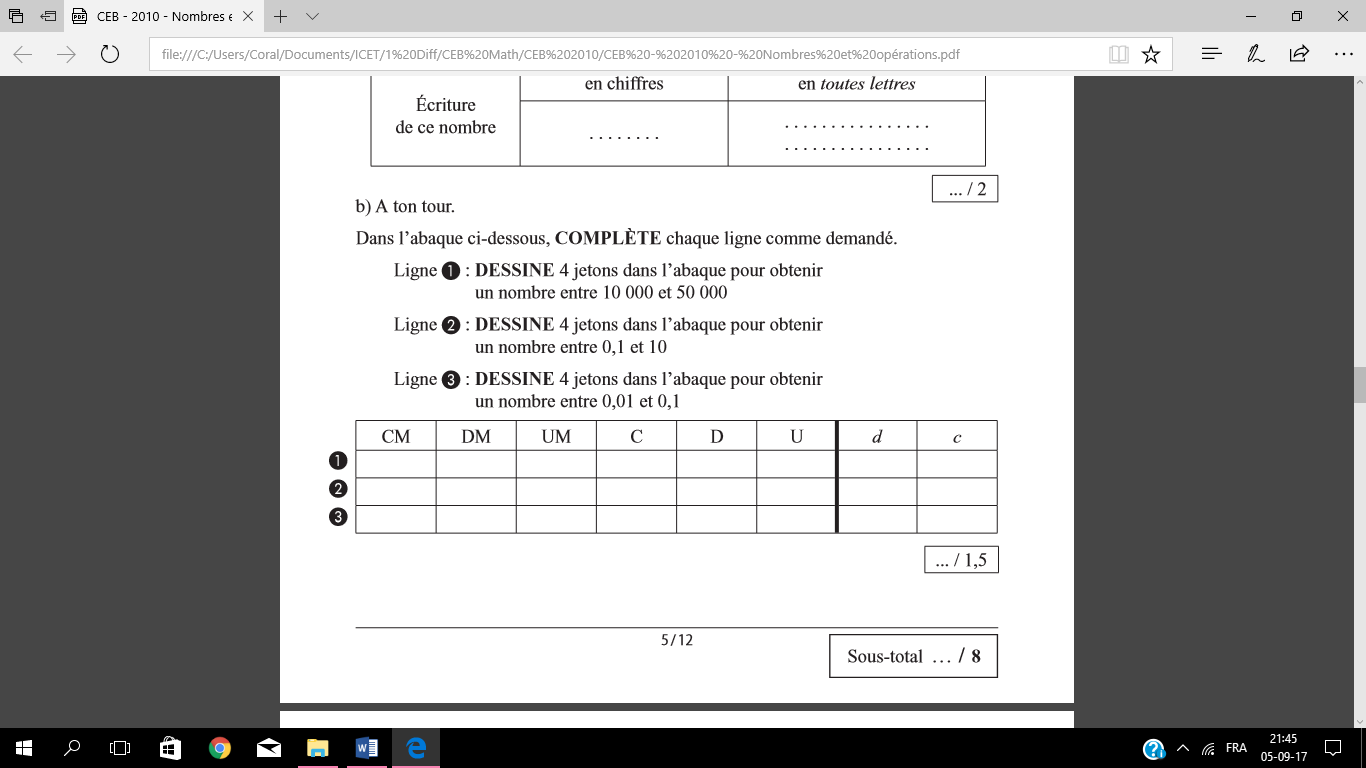 CEB - 2010 - Nombres e
file:///C:/Users/Coral/Documents/ICET/1%20Diff/CEB%20Math/CEB%202010/CEB%20-%202010%20-%20Nombres%20et%20opérations.pdf
en chiffres
en toutes lettres
Écriture
de ce nombre
. . . . . . . .
. . . . . . . . . . . . . . . .
. . . . . . . . . . . . . . . .
... / 2
b) A ton tour.
Dans l’abaque ci-dessous, COMPLÈTE chaque ligne comme demandé.
Ligne ❶ : DESSINE 4 jetons dans l’abaque pour obtenir
un nombre entre 10 000 et 50 000
Ligne ❷ : DESSINE 4 jetons dans l’abaque pour obtenir
un nombre entre 0,1 et 10
Ligne ❸ : DESSINE 4 jetons dans l’abaque pour obtenir
un nombre entre 0,01 et 0,1
CM DM UM C D U d c
❶
❷
❸
... / 1,5
5/12
Sous-total … / 8
FRA
21:45
05-09-17